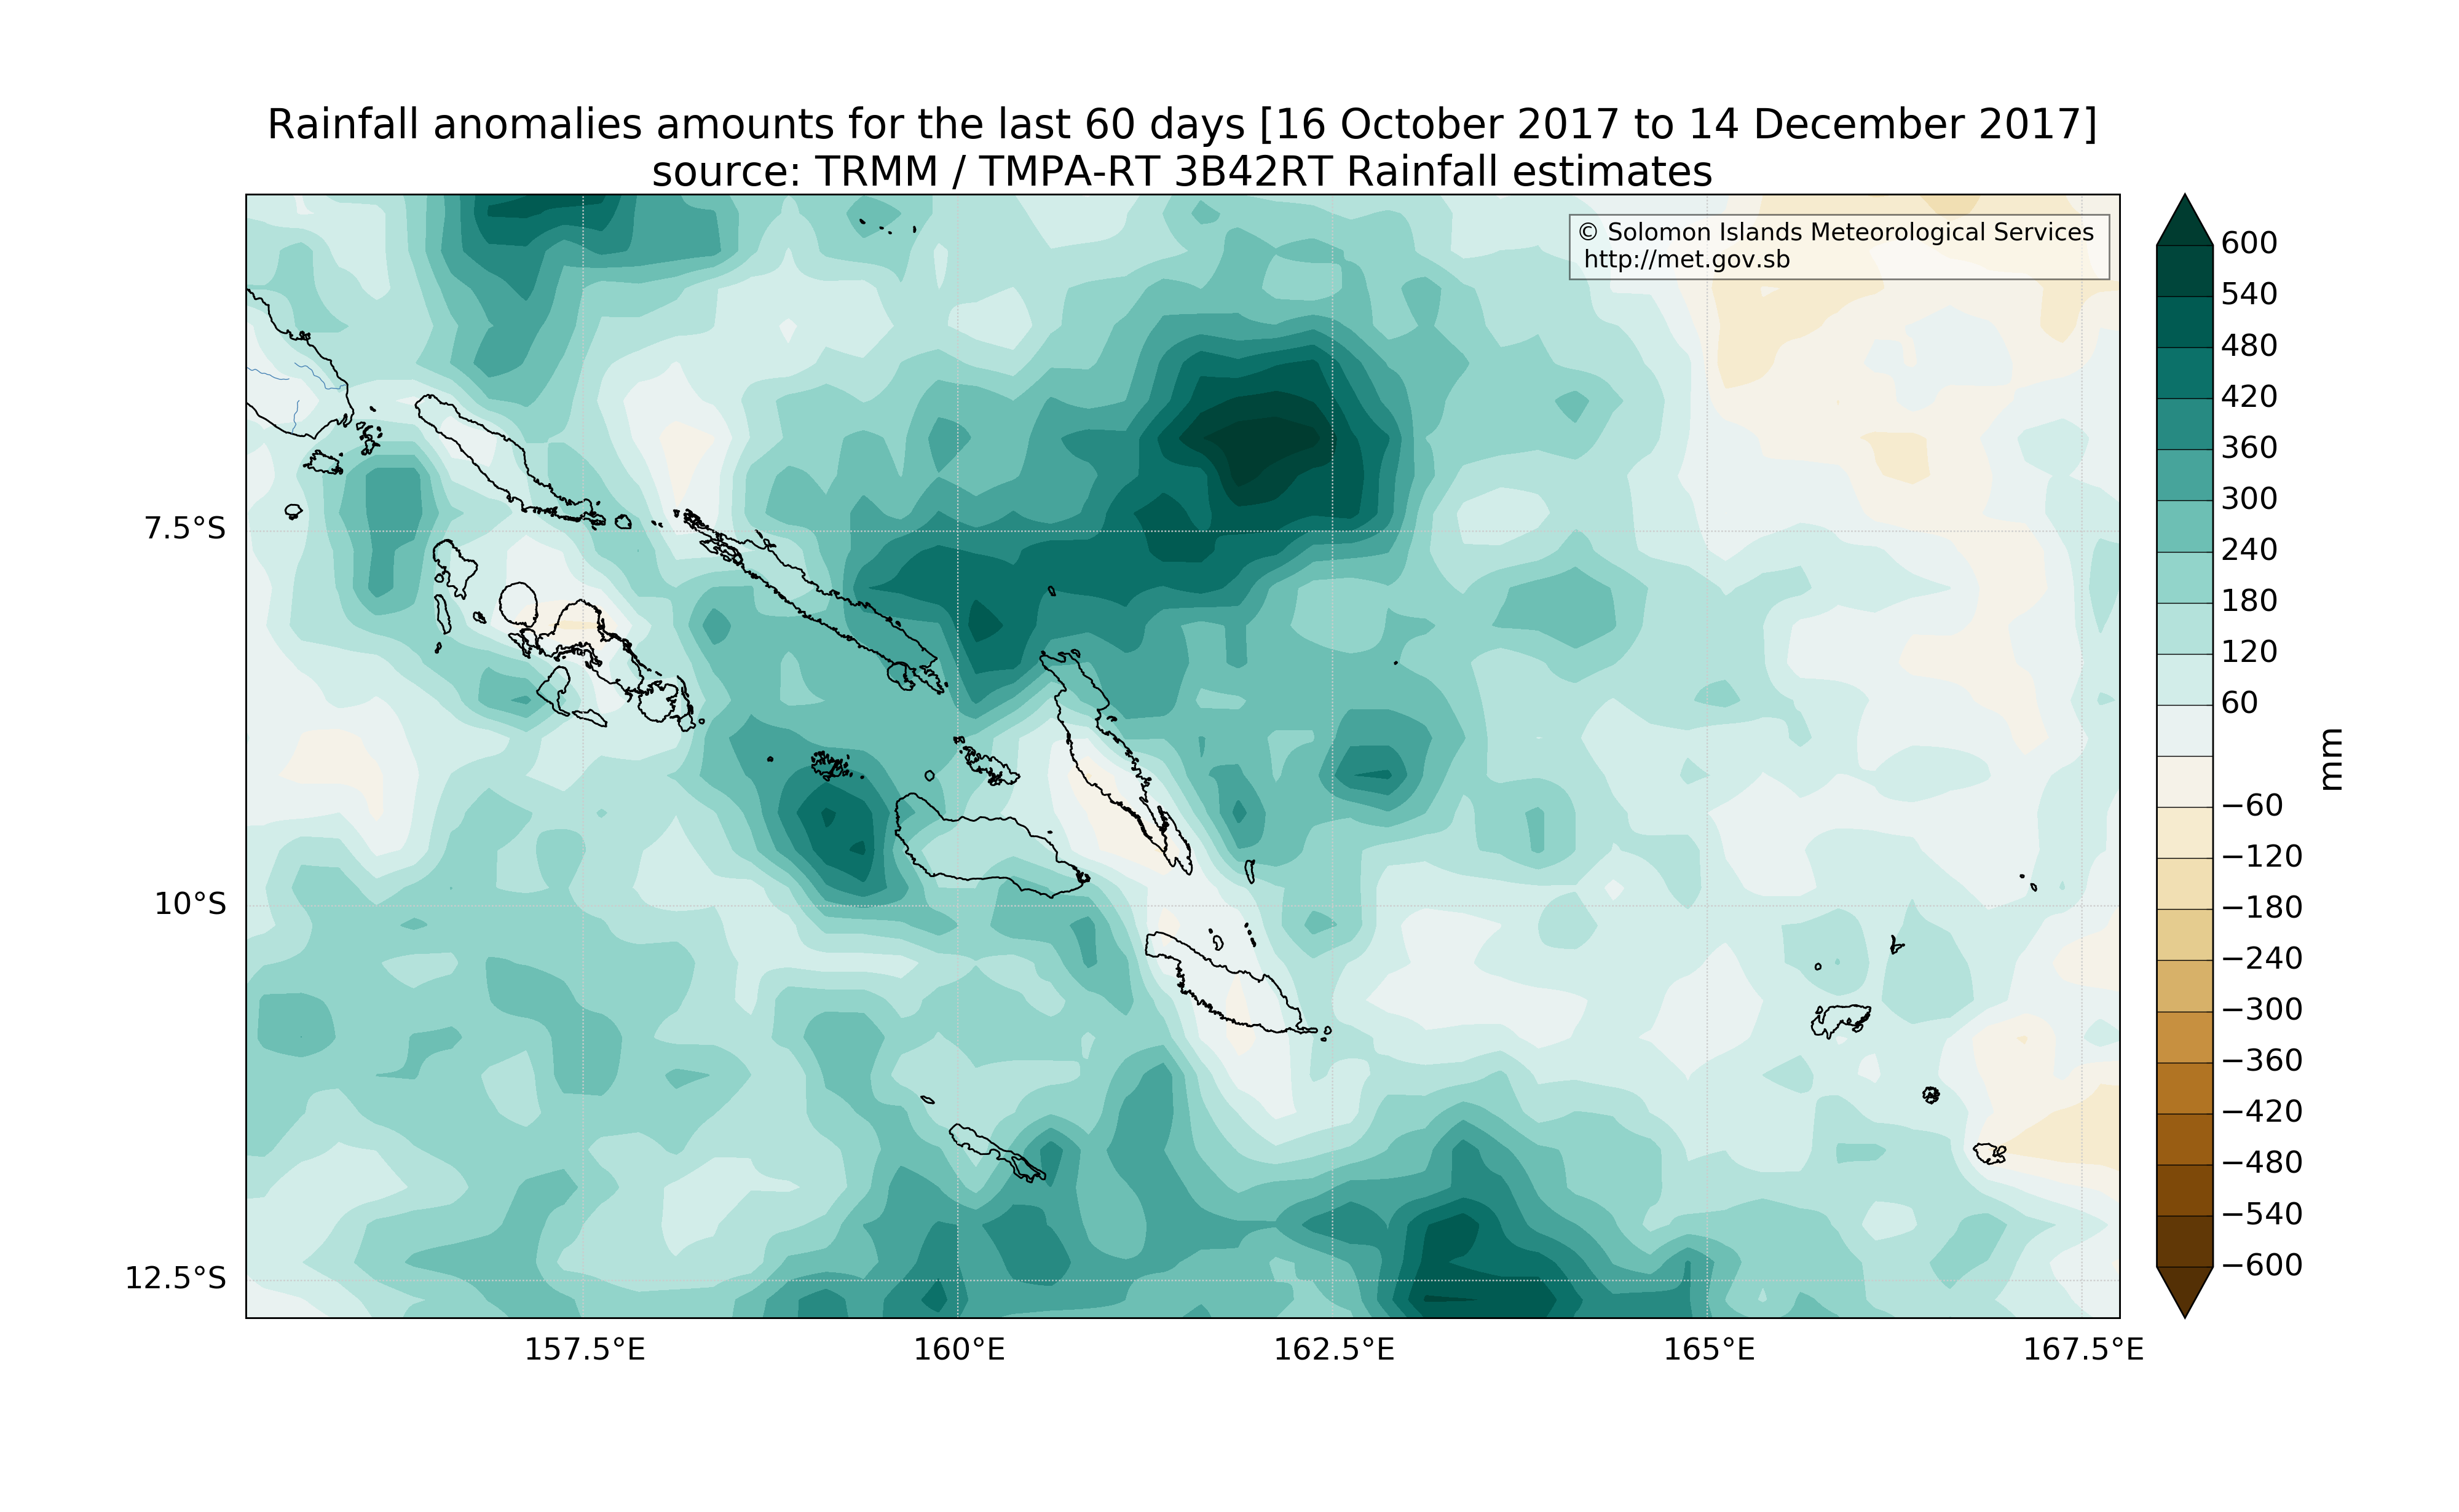 Rainfall anomalies amounts for the last 60 days [16 October 2017 to 14 December 2017]
source: TRMM / TMPA-RT 3B42RT Rainfall estimates
© Solomon Islands Meteorological Services
http://met.gov.sb
7.5°S
10°S
12.5°S
157.5°E
160°E
162.5°E
165°E
167.5°E
600
540
480
420
360
300
240
180
120
60
−60
−120
−180
−240
−300
−360
−420
−480
−540
−600
mm